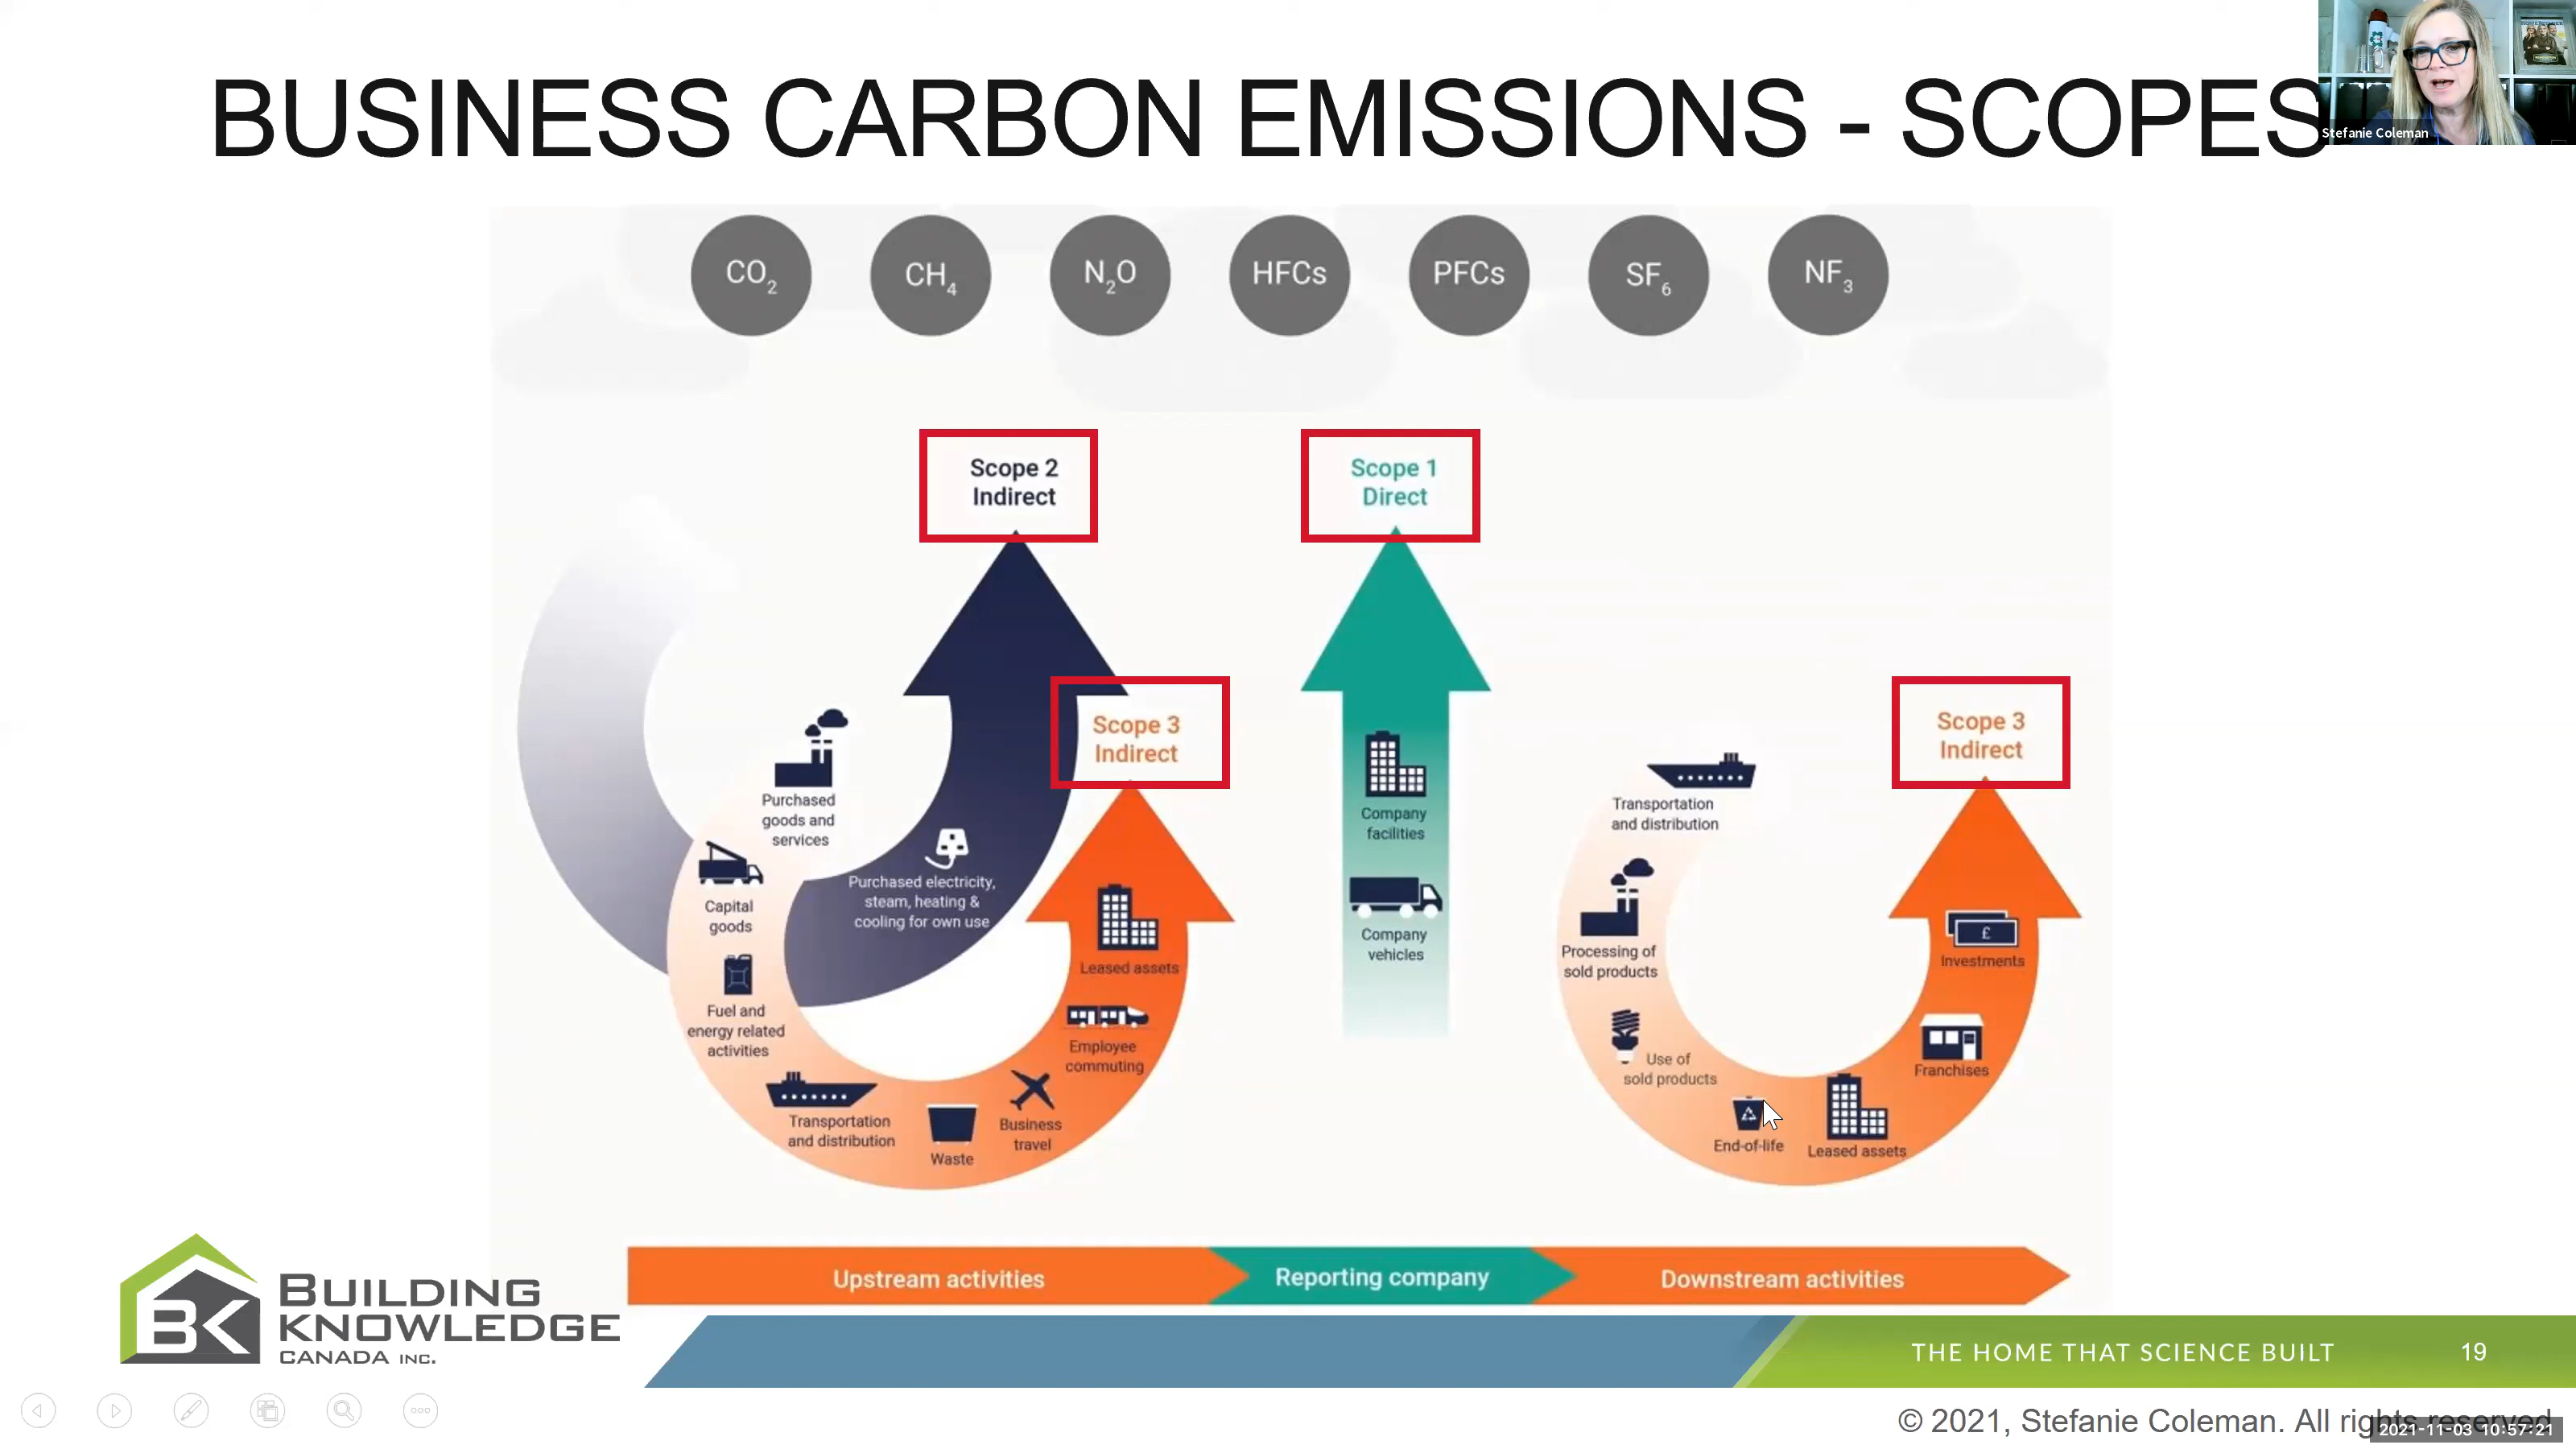 BUSINESS CARBON EMISSIONS - SCOPES
Stefanie Coleman
CO₂
CH₄
N₂O
HFCs
PFCs
SF₆
NF₃
Scope 2
Indirect
Scope 1
Direct
Scope 3
Indirect
Scope 3
Indirect
Purchased
goods and
services
Capital
goods
Fuel and
energy related
activities
Transportation
and distribution
Waste
Business
travel
Employee
commuting
Leased assets
Purchased electricity,
steam, heating &
cooling for own use
Company
facilities
Company
vehicles
Transportation
and distribution
Processing of
sold products
Use of
sold products
End-of-life
Leased assets
Franchises
£
Investments
Upstream activities
Reporting company
Downstream activities
BK
BUILDING
KNOWLEDGE
CANADA INC.
THE HOME THAT SCIENCE BUILT
19
© 2021, Stefanie Coleman. All rights reserved
2021-11-03 10:57:21